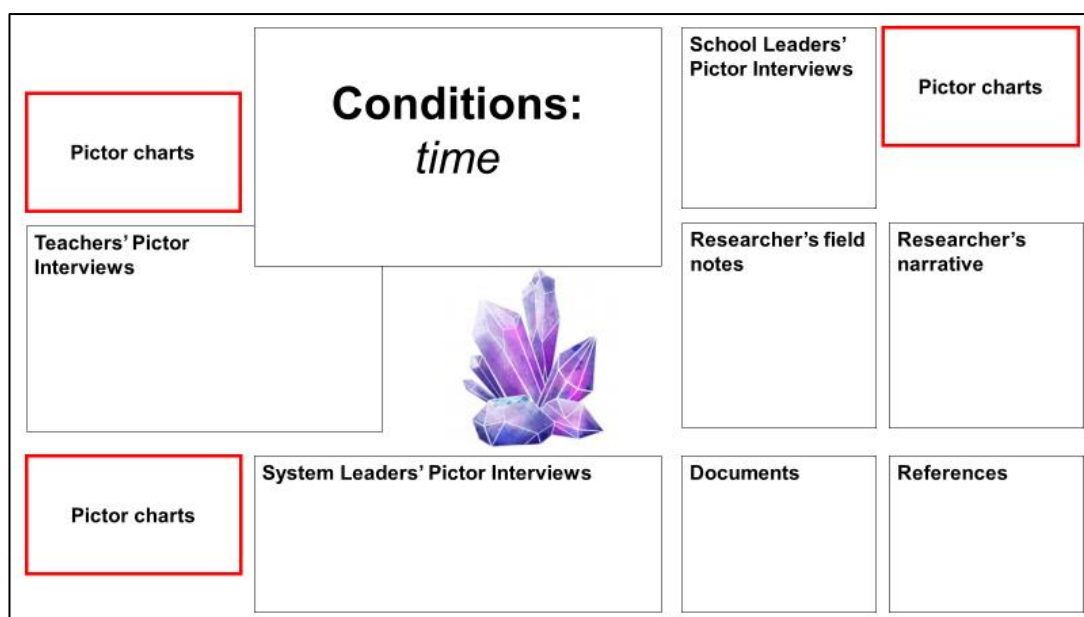 Pictor charts
Conditions:
time
School Leaders’
Pictor Interviews
Pictor charts
Teachers’ Pictor
Interviews
Researcher’s field
notes
Researcher’s
narrative
Pictor charts
System Leaders’ Pictor Interviews
Documents
References